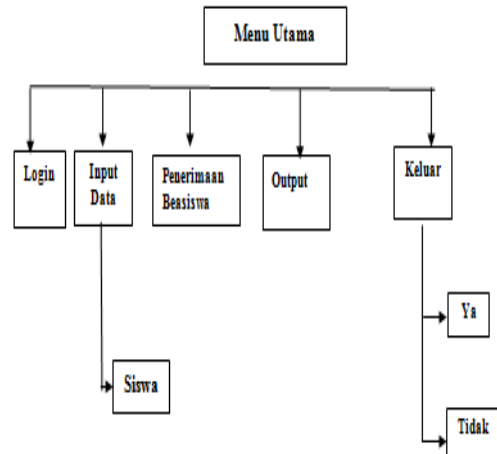 Menu Utama
Login
Input
Data
Penerimaan
Beasiswa
Output
Keluar
Ya
Siswa
Tidak